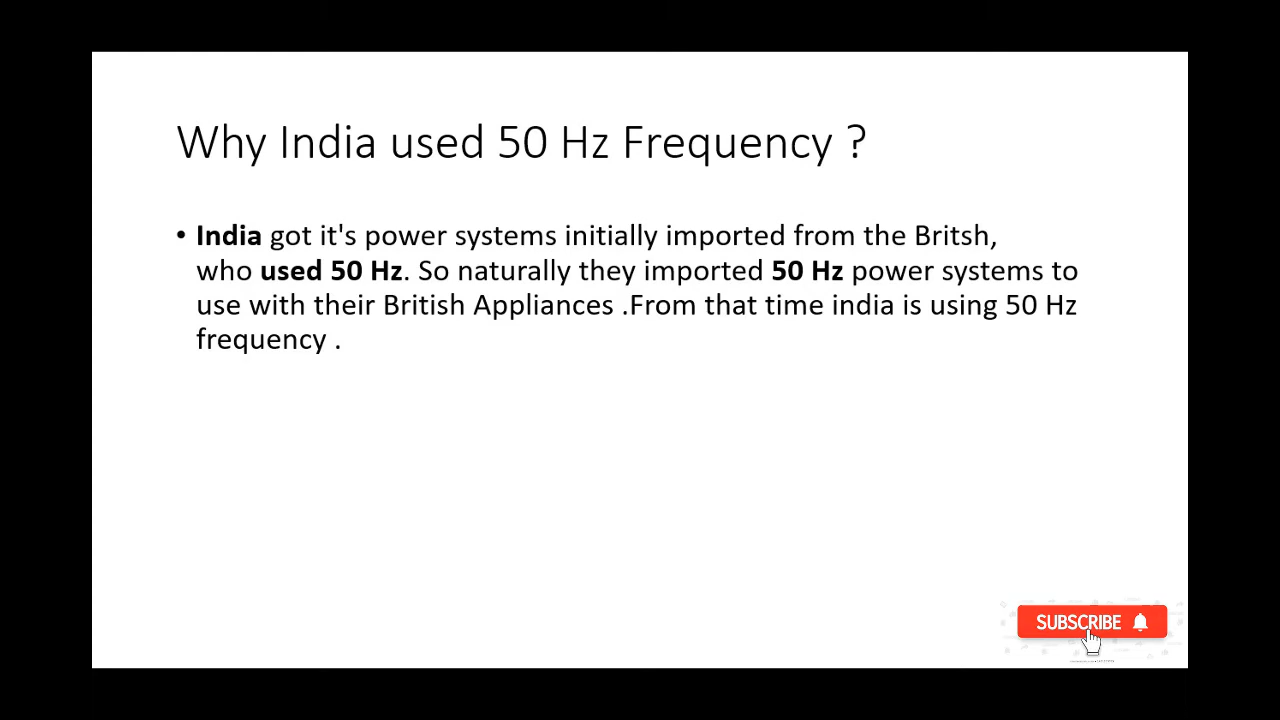 Why India used 50 Hz Frequency ?
• India got it's power systems initially imported from the Britsh,
who used 50 Hz. So naturally they imported 50 Hz power systems to
use with their British Appliances .From that time india is using 50 Hz
frequency .
SUBSCRIBE